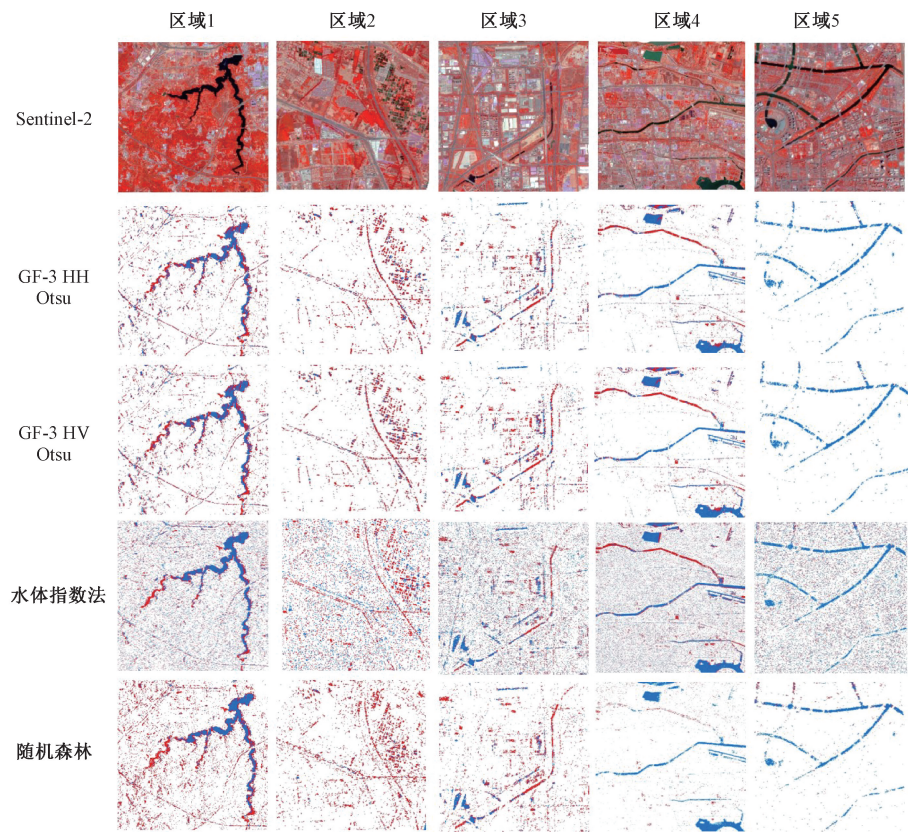 区域1 区域2 区域3 区域4 区域5
Sentinel-2
GF-3 HH
Otsu
GF-3 HV
Otsu
水体指数法
随机森林